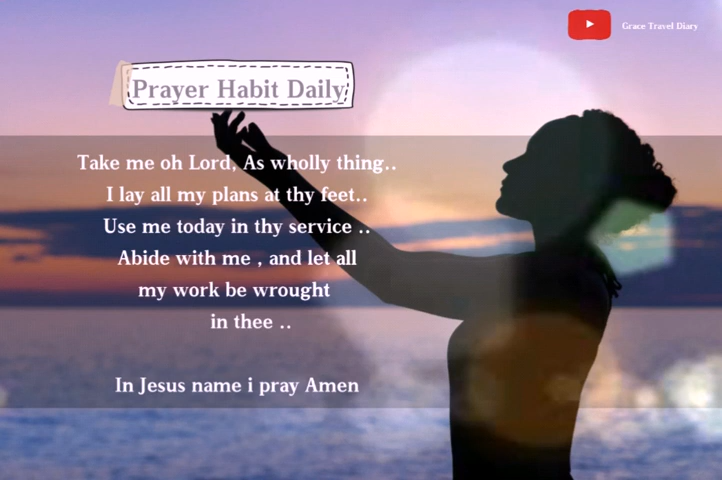 Grace Travel Diary
Prayer Habit Daily
Take me oh Lord, As wholly thing..
I lay all my plans at thy feet..
Use me today in thy service ..
Abide with me , and let all
my work be wrought
in thee ..
In Jesus name i pray Amen